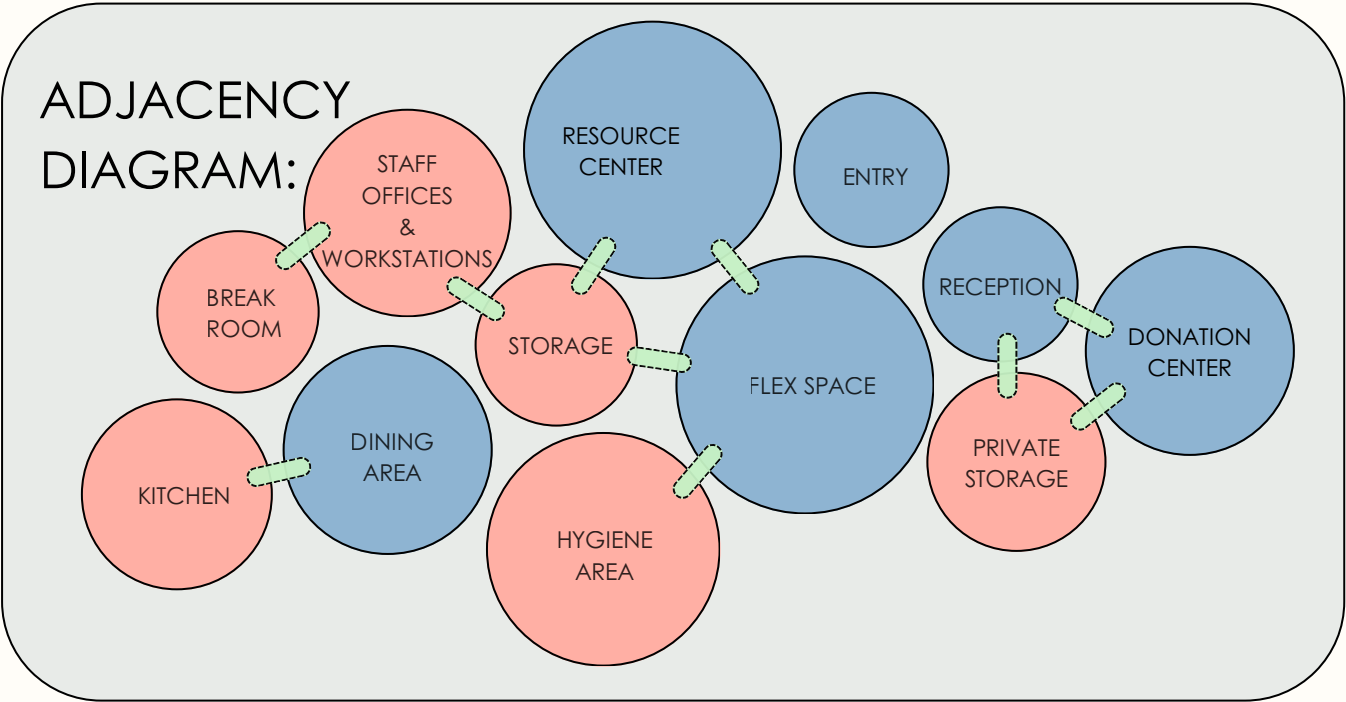 ADJACENCY
DIAGRAM:
STAFF
OFFICES
&
WORKSTATIONS
RESOURCE
CENTER
ENTRY
BREAK
ROOM
STORAGE
RECEPTION
DONATION
CENTER
FLEX SPACE
DINING
AREA
KITCHEN
PRIVATE
STORAGE
HYGIENE
AREA